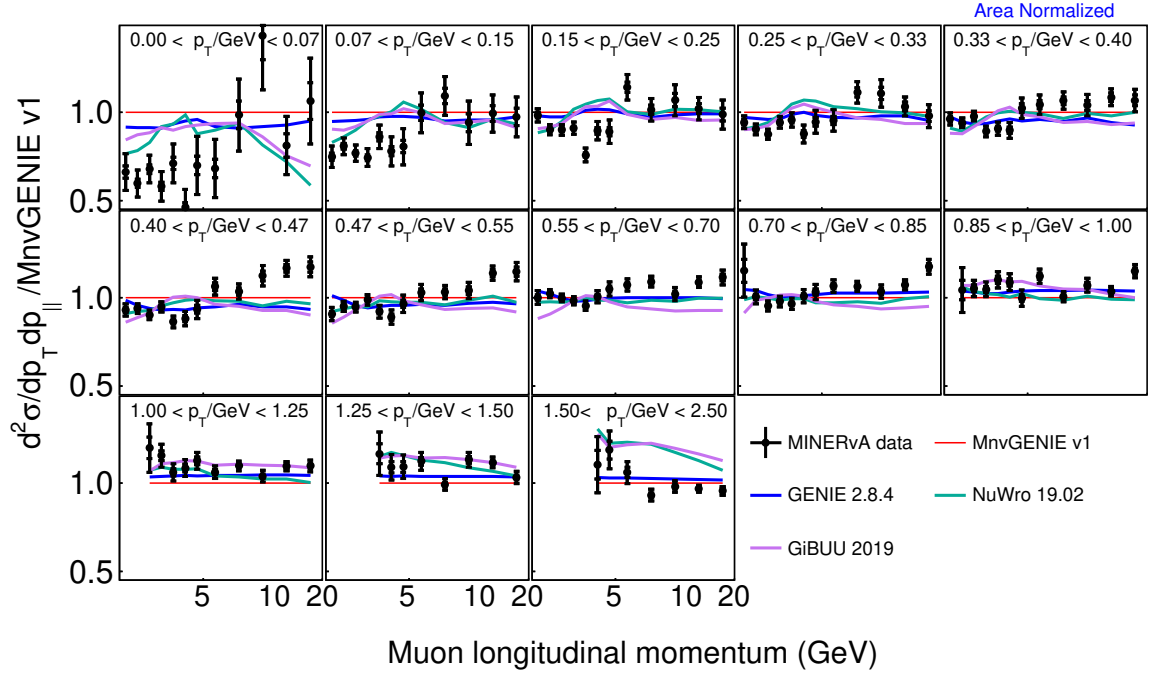 Area Normalized
0.00 < p_T/GeV < 0.07
0.07 < p_T/GeV < 0.15
0.15 < p_T/GeV < 0.25
0.25 < p_T/GeV < 0.33
0.33 < p_T/GeV < 0.40
1.0
0.5
0.40 < p_T/GeV < 0.47
0.47 < p_T/GeV < 0.55
0.55 < p_T/GeV < 0.70
0.70 < p_T/GeV < 0.85
0.85 < p_T/GeV < 1.00
1.0
0.5
d²σ/dp_T dp_|| /MnvGENIE v1
1.00 < p_T/GeV < 1.25
1.25 < p_T/GeV < 1.50
1.50< p_T/GeV < 2.50
1.0
0.5
MINERvA data
MnvGENIE v1
GENIE 2.8.4
NuWro 19.02
GiBUU 2019
5 10 20 5 10 20 5 10 20
Muon longitudinal momentum (GeV)